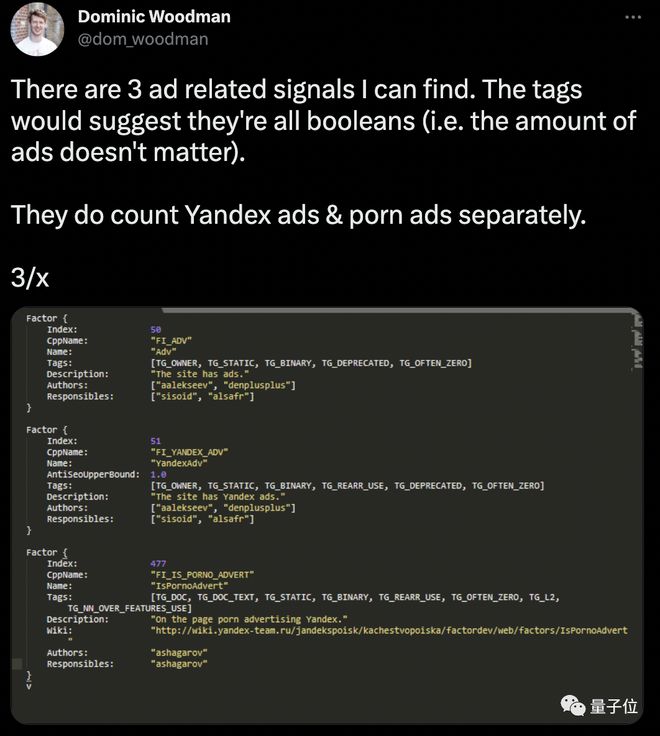 Dominic Woodman
@dom_woodman
There are 3 ad related signals I can find. The tags
would suggest they're all booleans (i.e. the amount of
ads doesn't matter).
They do count Yandex ads & porn ads separately.
3/x
Factor {
Index: 50
CppName: "FI_ADV"
Name: "Adv"
Tags: [TG_OWNER, TG_STATIC, TG_BINARY, TG_DEPRECATED, TG_OFTEN_ZERO]
Description: "The site has ads."
Authors: ["aalekseev", "denplusplus"]
Responsibles: ["sisoid", "alsafr"]
}
Factor {
Index: 51
CppName: "FI_YANDEX_ADV"
Name: "YandexAdv"
AntiSeoUpperBound: 1.0
Tags: [TG_OWNER, TG_STATIC, TG_BINARY, TG_REARR_USE, TG_DEPRECATED, TG_OFTEN_ZERO]
Description: "The site has Yandex ads."
Authors: ["aalekseev", "denplusplus"]
Responsibles: ["sisoid", "alsafr"]
}
Factor {
Index: 477
CppName: "FI_IS_PORNO_ADVERT"
Name: "IsPornoAdvert"
Tags: [TG_DOC, TG_DOC_TEXT, TG_STATIC, TG_BINARY, TG_REARR_USE, TG_OFTEN_ZERO, TG_L2,
TG_NN_OVER_FEATURES_USE]
Description: "On the page porn advertising Yandex."
Wiki: "http://wiki.yandex-team.ru/jandekspoisk/kachestvopoiska/factordev/web/factors/IsPornoAdvert
"
Authors: "ashagarov"
Responsibles: "ashagarov"
}
v
量子位